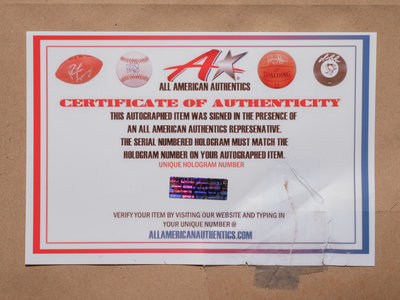 ALL AMERICAN AUTHENTICS
CERTIFICATE OF AUTHENTICITY
THIS AUTOGRAPHED ITEM WAS SIGNED IN THE PRESENCE OF
AN ALL AMERICAN AUTHENTICS REPRESENATIVE.
THE SERIAL NUMBERED HOLOGRAM MUST MATCH THE
HOLOGRAM NUMBER ON YOUR AUTOGRAPHED ITEM.
UNIQUE HOLOGRAM NUMBER
VERIFY YOUR ITEM BY VISITING OUR WEBSITE AND TYPING IN
YOUR UNIQUE NUMBER @
ALLAMERICANAUTHENTICS.COM
SPALDING